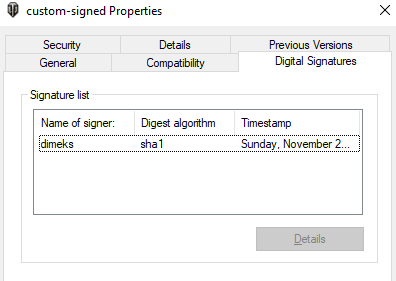 custom-signed Properties
Security Details Previous Versions
General Compatibility Digital Signatures
Signature list
Name of signer: Digest algorithm Timestamp
dimeks sha1 Sunday, November 2...
Details